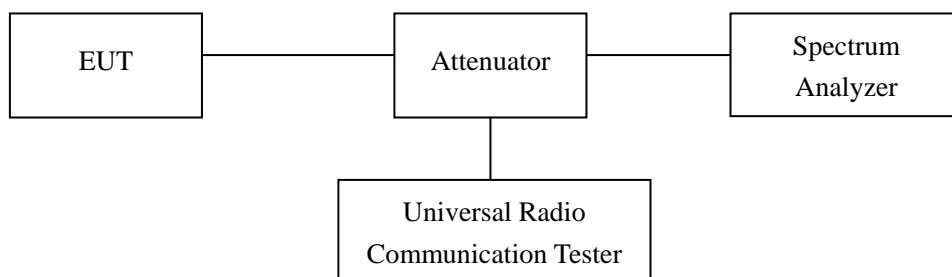 EUT
Attenuator
Spectrum
Analyzer
Universal Radio
Communication Tester